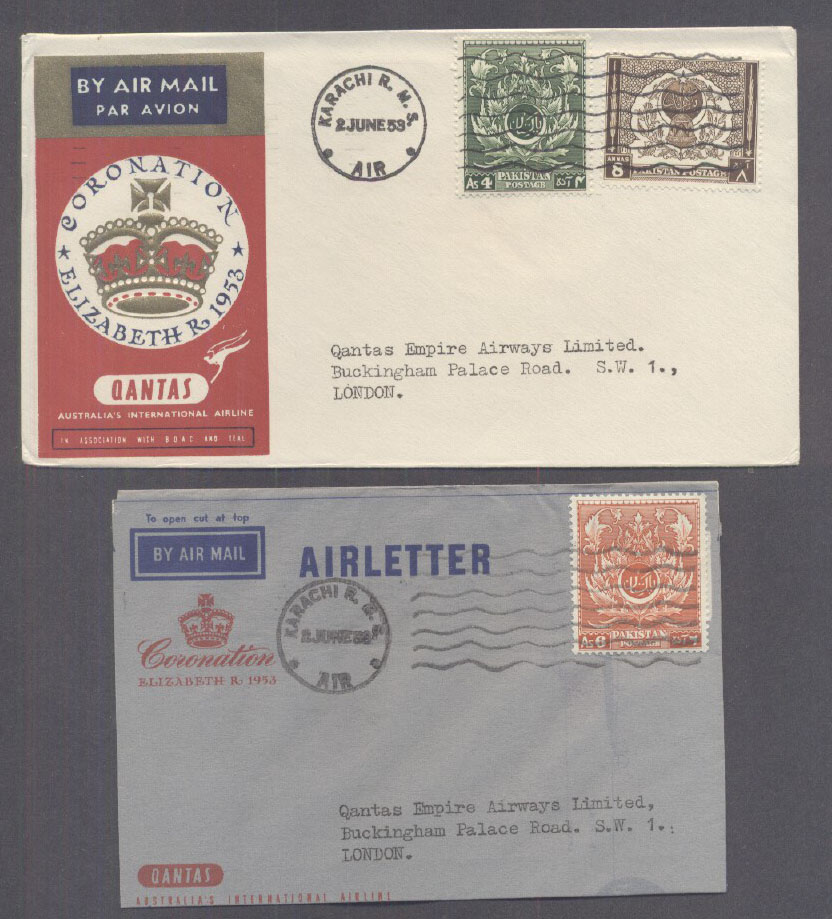 BY AIR MAIL
PAR AVION
CORONATION
ELIZABETH R. 1953
QANTAS
AUSTRALIA'S INTERNATIONAL AIRLINE
IN ASSOCIATION WITH B O A C AND TEAL
KARACHI R. M. S.
2 JUNE 53
AIR
As 4
PAKISTAN
POSTAGE
ANNAS
8
PAKISTAN POSTAGE
Qantas Empire Airways Limited.
Buckingham Palace Road. S.W. 1.,
LONDON.
To open cut at top
BY AIR MAIL
AIRLETTER
Coronation
ELIZABETH R. 1953
KARACHI R. M. S.
2 JUNE 53
AIR
PAKISTAN
POSTAGE
Qantas Empire Airways Limited,
Buckingham Palace Road. S.W. 1.
LONDON.
QANTAS
AUSTRALIA'S INTERNATIONAL AIRLINE